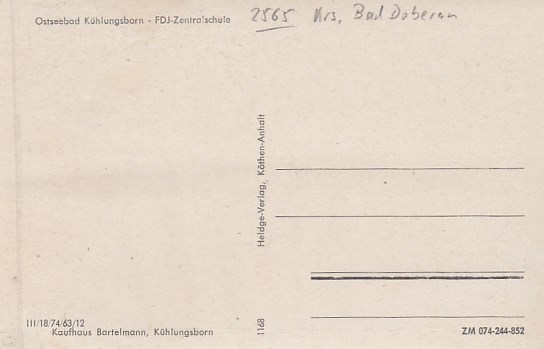 Ostseebad Kühlungsborn - FDJ-Zentralschule
2565 Krs. Bad Doberan
Heldge-Verlag, Köthen-Anhalt
1168
III/18/74/63/12
Kaufhaus Bartelmann, Kühlungsborn
ZM 074-244-852